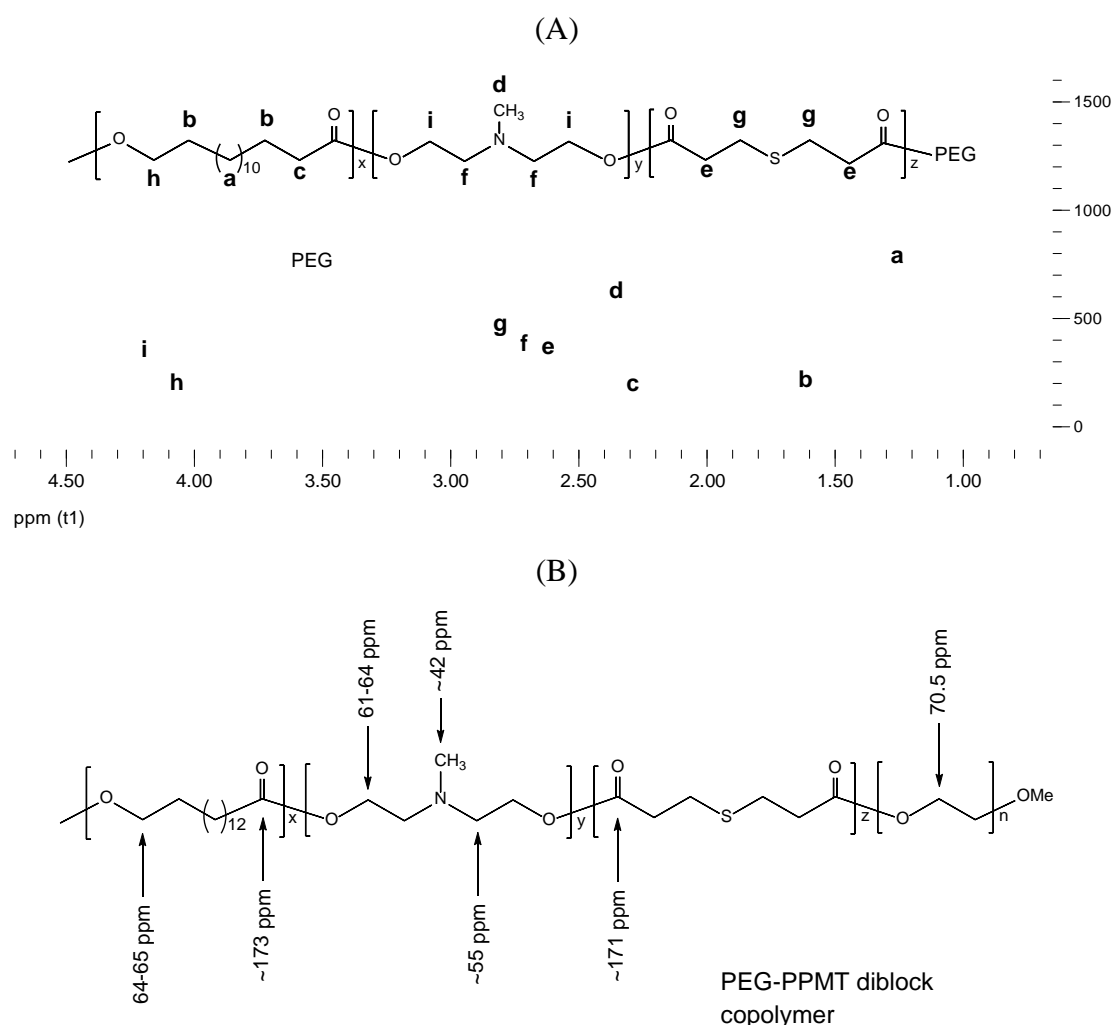 (A)
d
b b O CH3 O g g O
O i N i S
x O O y z PEG
h a 10 c f f e e
1500
1000
PEG
a
d
g f e
500
i
h c b
0
4.50 4.00 3.50 3.00 2.50 2.00 1.50 1.00
ppm (t1)
(B)
61-64 ppm ~42 ppm 70.5 ppm
O CH3 O O
O N OMe
12 x O O y S z O n
64-65 ppm ~173 ppm ~55 ppm ~171 ppm
PEG-PPMT diblock
copolymer